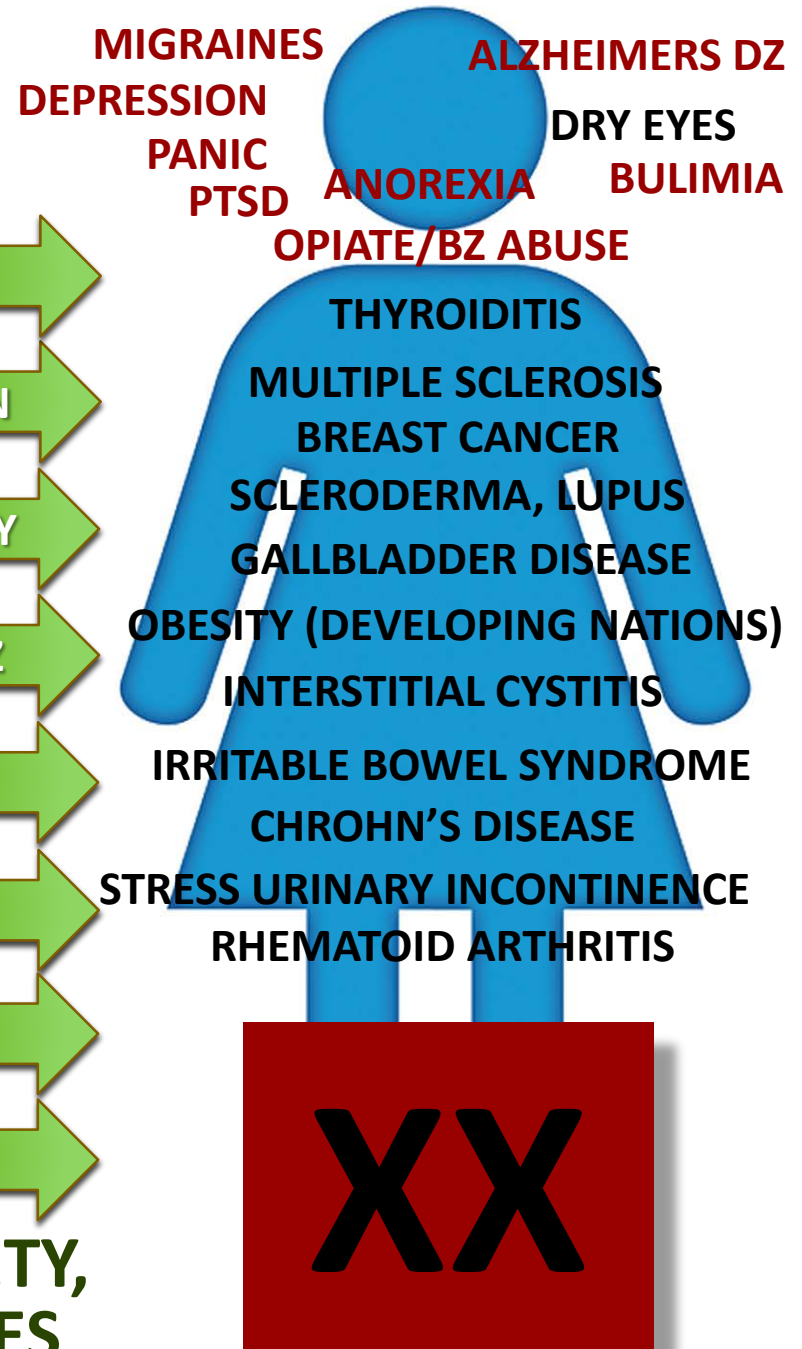 MIGRAINES
ALZHEIMERS DZ
DEPRESSION
DRY EYES
PANIC
BULIMIA
PTSD
ANOREXIA
OPIATE/BZ ABUSE
THYROIDITIS
MULTIPLE SCLEROSIS
N
BREAST CANCER
SCLERODERMA, LUPUS
Y
GALLBLADDER DISEASE
OBESITY (DEVELOPING NATIONS)
Z
INTERSTITIAL CYSTITIS
IRRITABLE BOWEL SYNDROME
CHROHN’S DISEASE
STRESS URINARY INCONTINENCE
RHEMATOID ARTHRITIS
XX
TY,
ES